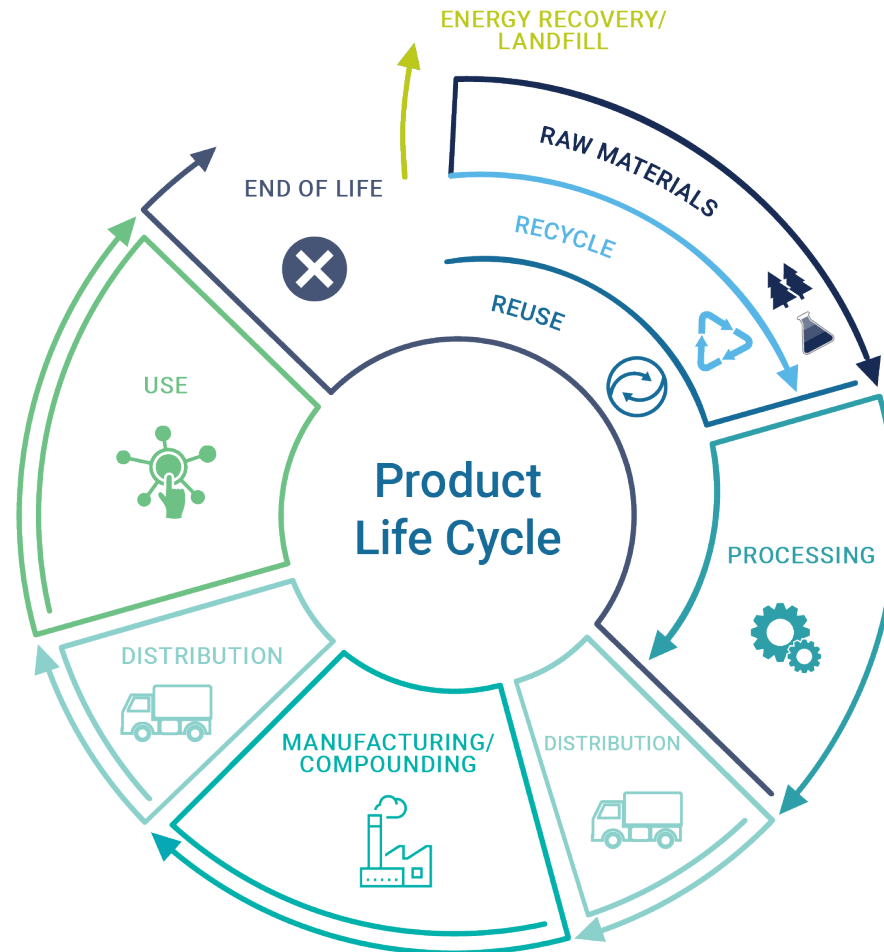 ENERGY RECOVERY/
LANDFILL
RAW MATERIALS
END OF LIFE
RECYCLE
REUSE
USE
Product
Life Cycle
PROCESSING
DISTRIBUTION
MANUFACTURING/
COMPOUNDING
DISTRIBUTION